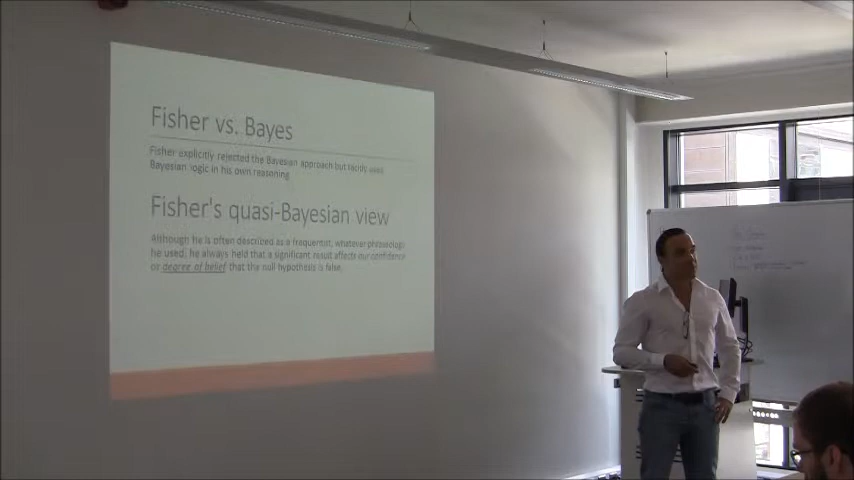 Fisher vs. Bayes
Fisher explicitly rejected the Bayesian approach but tacitly used
Bayesian logic in his own reasoning.
Fisher's quasi-Bayesian view
Although he is often described as a frequentist, whatever phraseology
he used, he always held that a significant result affects our confidence
or degree of belief that the null hypothesis is false.